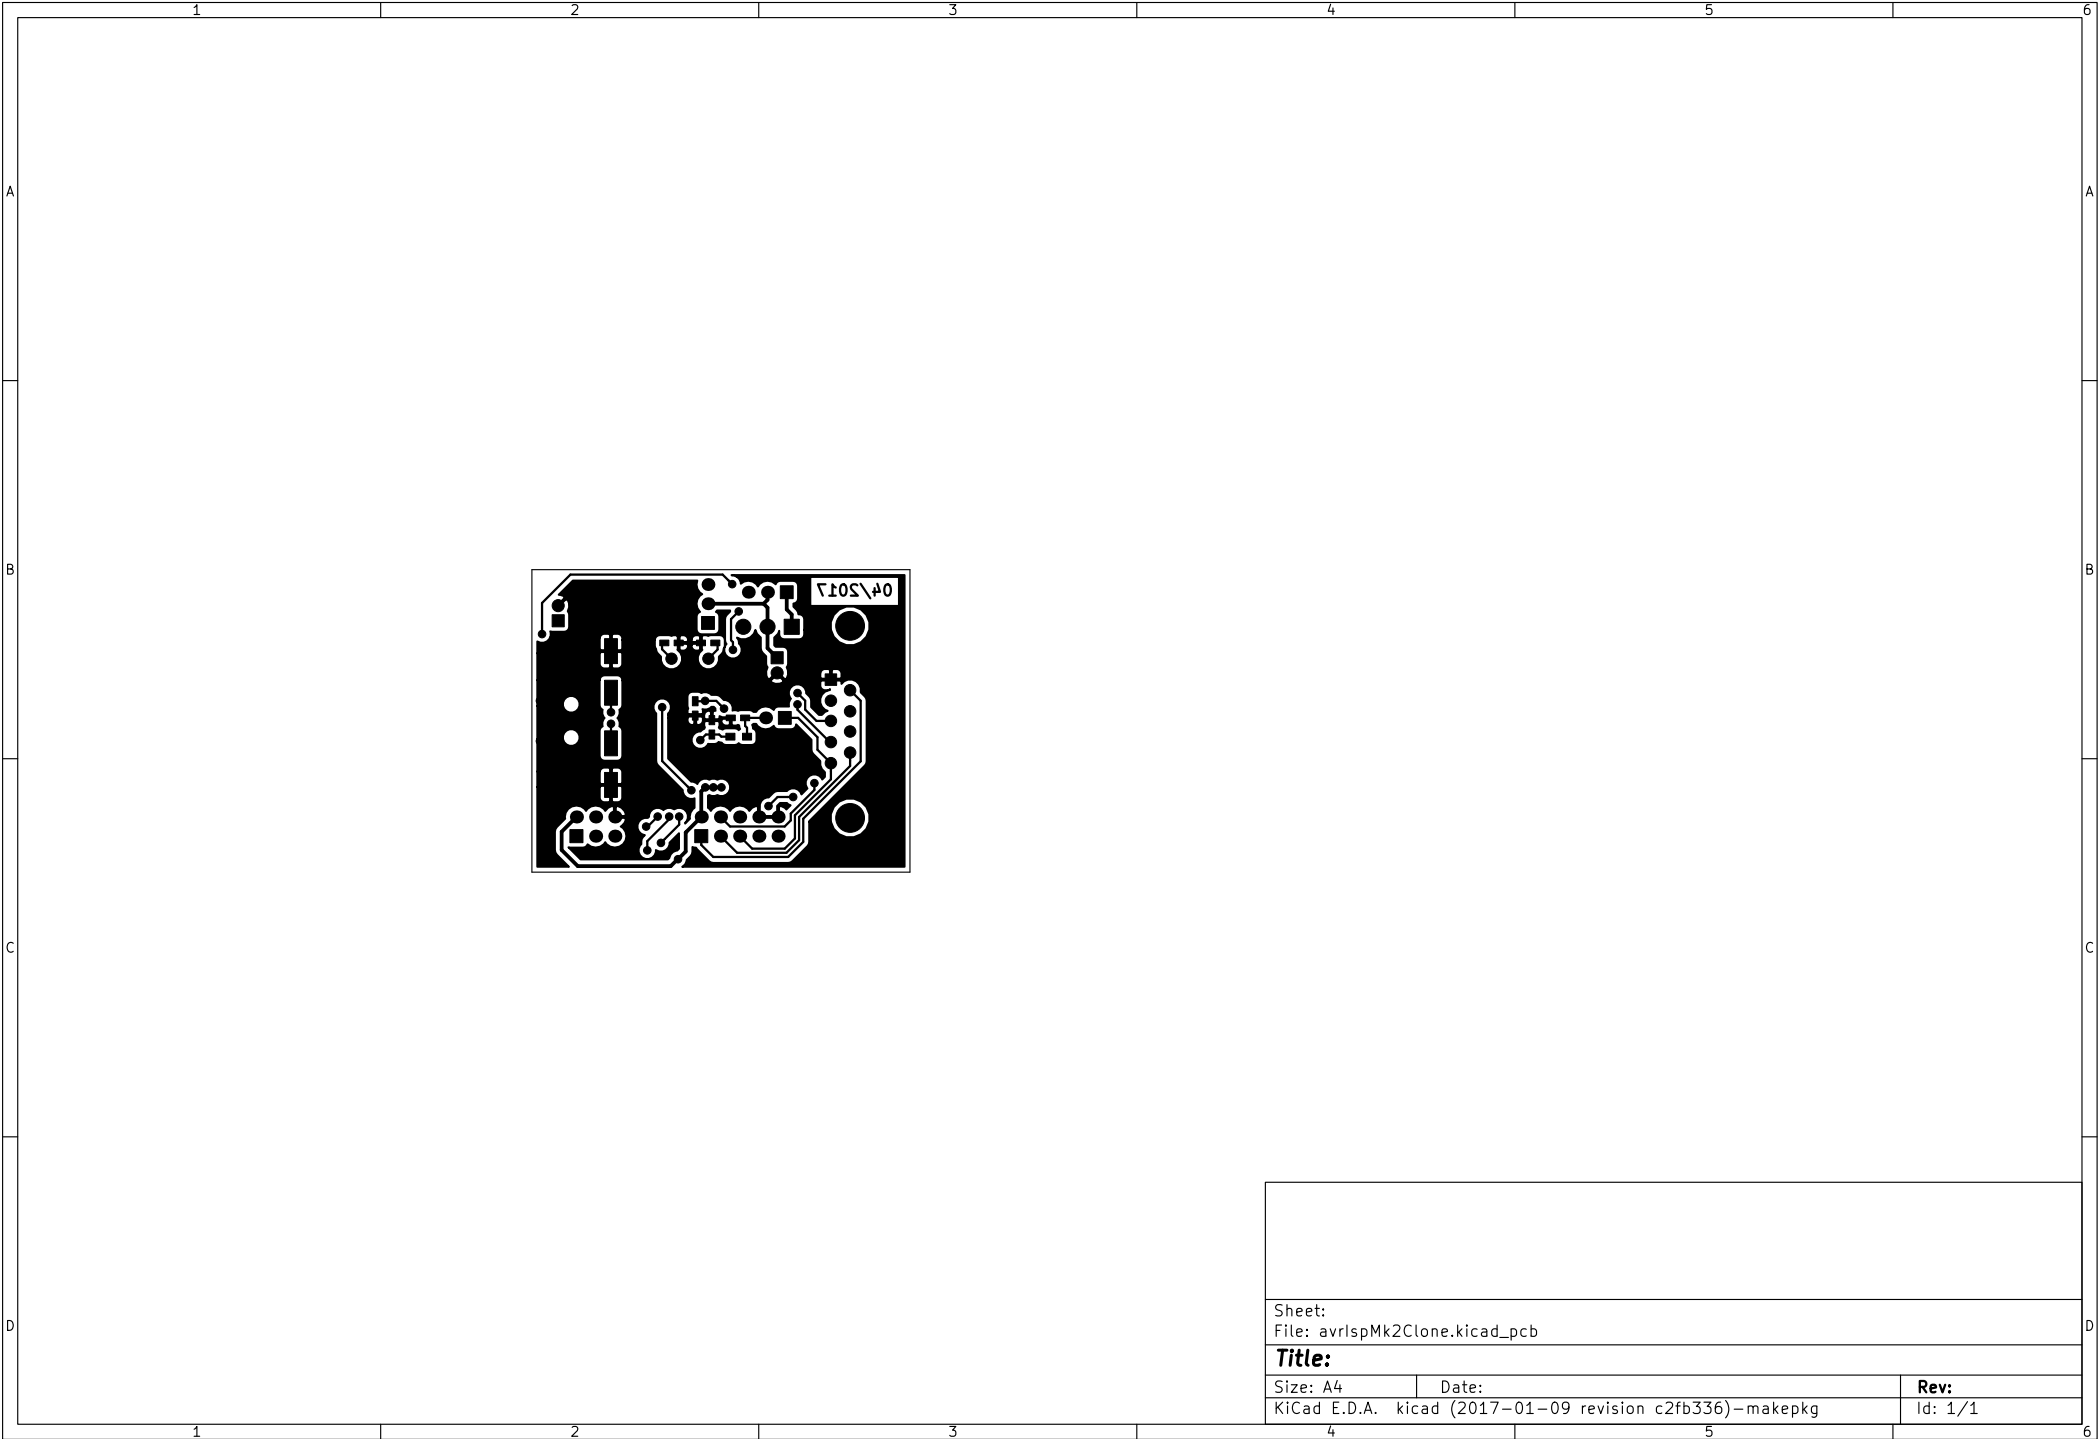 1 2 3 4 5 6
A A
B B
04/2017
C C
D D
Sheet:
File: avrIspMk2Clone.kicad_pcb
Title:
Size: A4 Date: Rev:
KiCad E.D.A. kicad (2017-01-09 revision c2fb336)-makepkg Id: 1/1
1 2 3 4 5 6